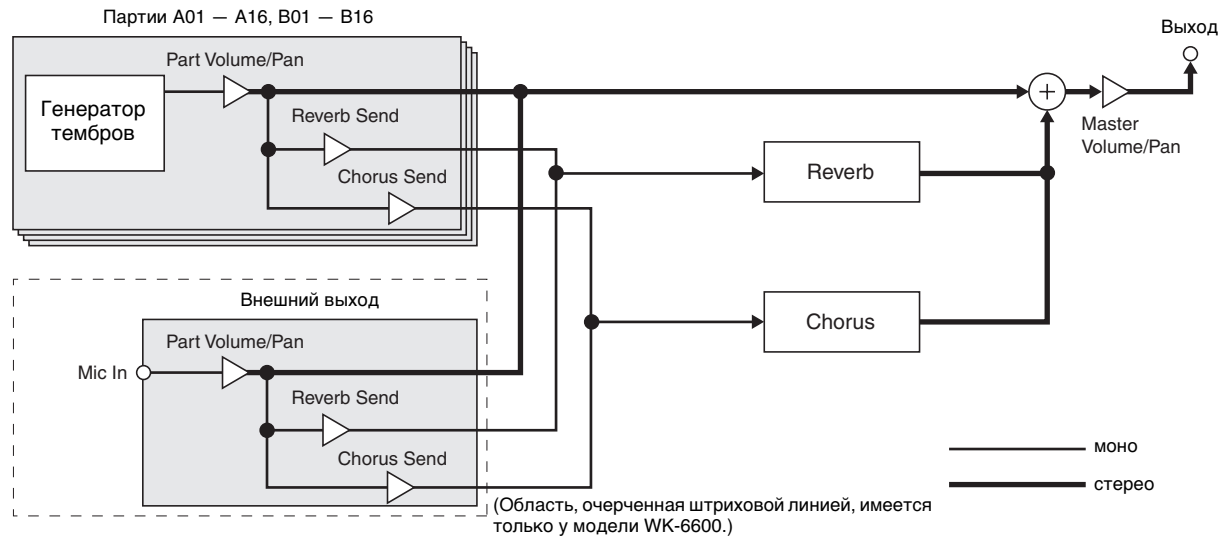 Партии A01 — A16, B01 — B16
Выход
Part Volume/Pan
Генератор
тембров
Reverb Send
Chorus Send
Master
Volume/Pan
Reverb
Внешний выход
Chorus
Part Volume/Pan
Mic In
Reverb Send
Chorus Send
моно
стерео
(Область, очерченная штриховой линией, имеется
только у модели WK-6600.)